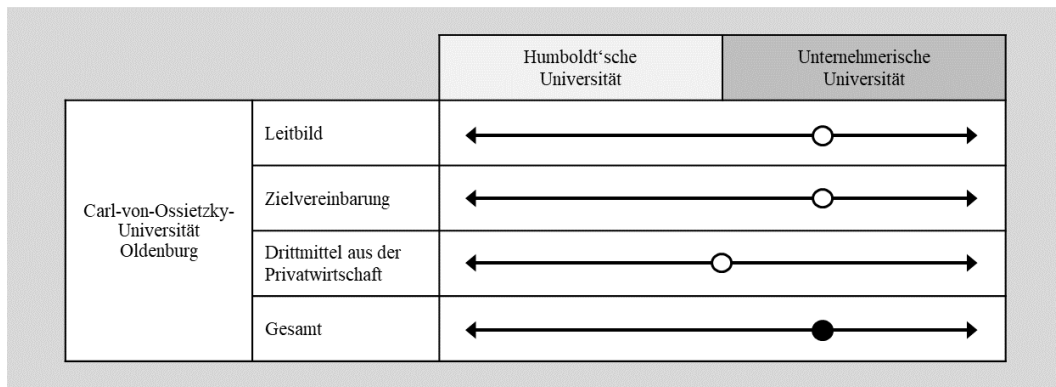 Humboldt‘sche
Universität
Unternehmerische
Universität
Carl-von-Ossietzky-
Universität
Oldenburg
Leitbild
Zielvereinbarung
Drittmittel aus der
Privatwirtschaft
Gesamt